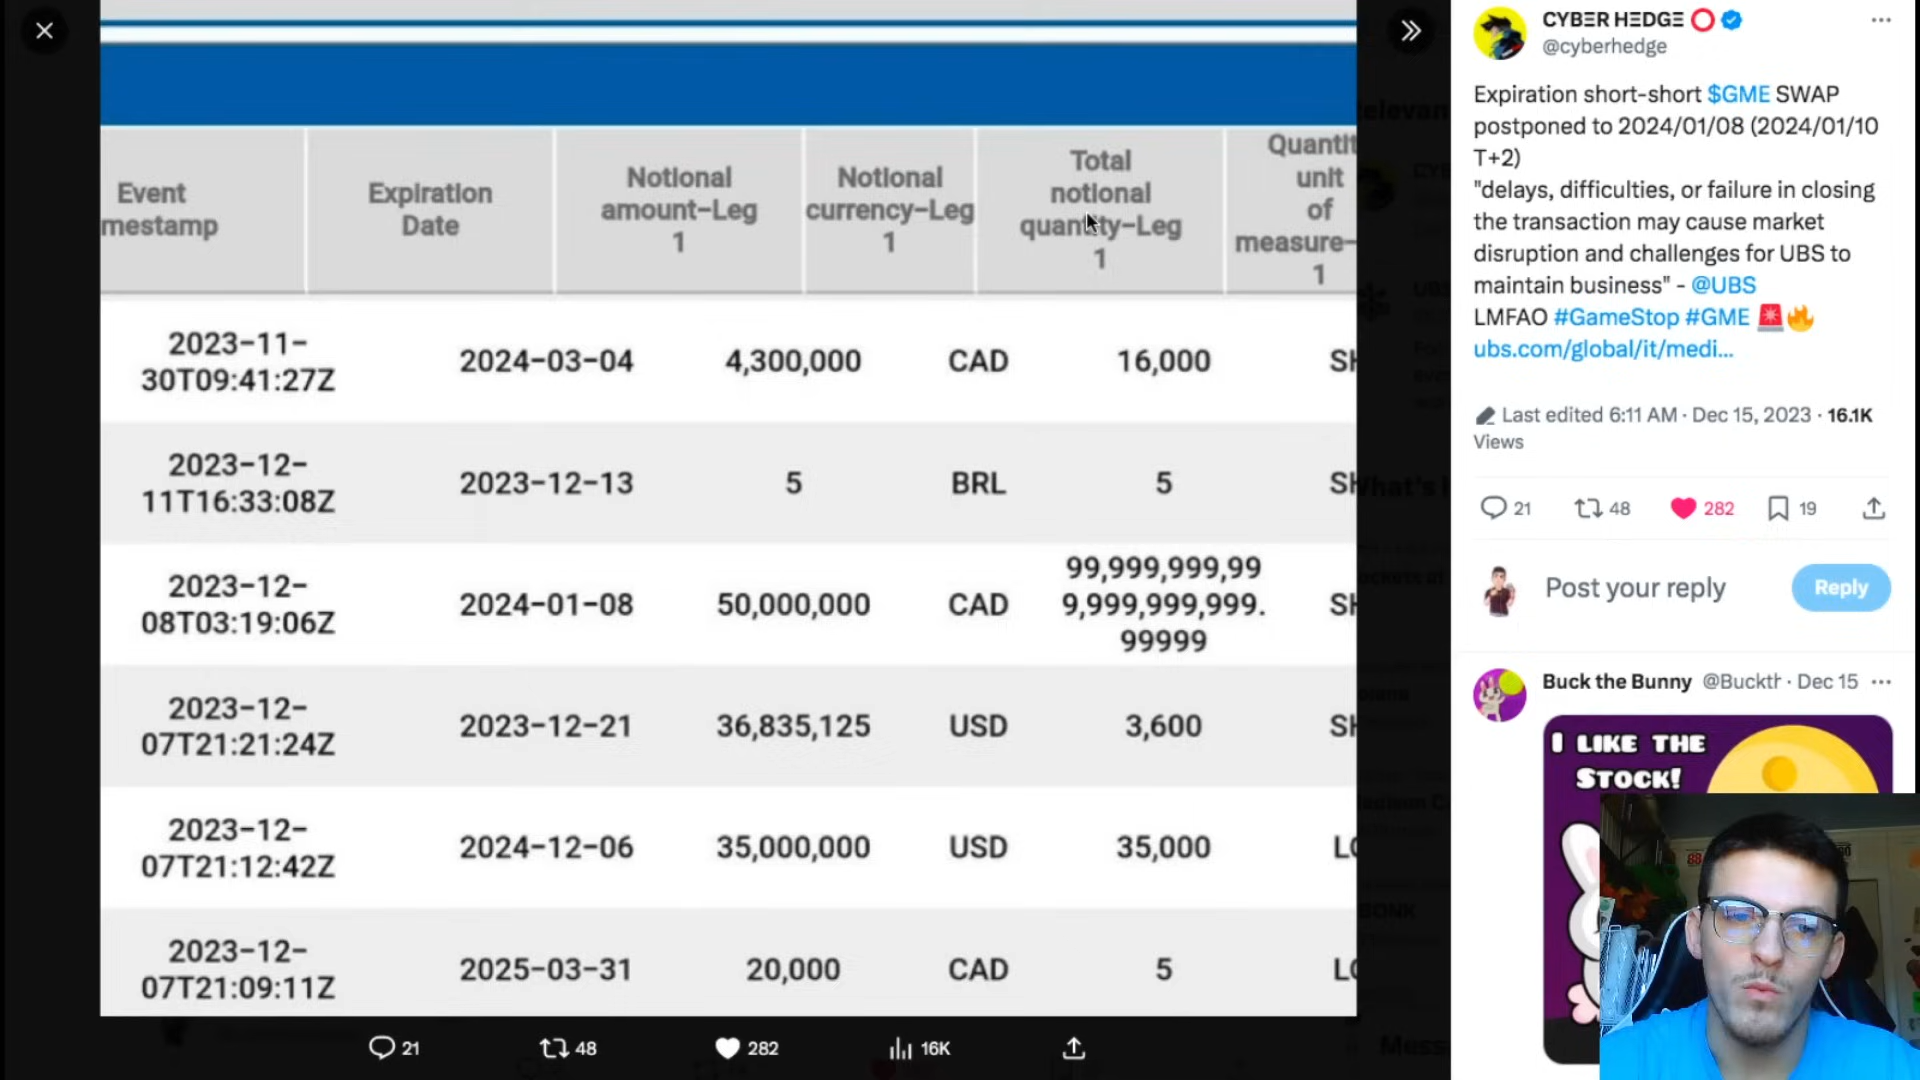 Event
mestamp
Expiration
Date
Notional
amount-Leg
1
Notional
currency-Leg
1
Total
notional
quantity-Leg
1
Quantit
unit
of
measure-
1
2023-11-
30T09:41:27Z
2024-03-04
4,300,000
CAD
16,000
SH
2023-12-
11T16:33:08Z
2023-12-13
5
BRL
5
SH
2023-12-
08T03:19:06Z
2024-01-08
50,000,000
CAD
99,999,999,99
9,999,999,999.
99999
SH
2023-12-
07T21:21:24Z
2023-12-21
36,835,125
USD
3,600
SH
2023-12-
07T21:12:42Z
2024-12-06
35,000,000
USD
35,000
LO
2023-12-
07T21:09:11Z
2025-03-31
20,000
CAD
5
LO
21
48
282
16K
CYBΞR HΞDGΞ
@cyberhedge
Expiration short-short $GME SWAP
postponed to 2024/01/08 (2024/01/10
T+2)
"delays, difficulties, or failure in closing
the transaction may cause market
disruption and challenges for UBS to
maintain business" - @UBS
LMFAO #GameStop #GME 🚨🔥
ubs.com/global/it/medi...
Last edited 6:11 AM · Dec 15, 2023 · 16.1K
Views
21
48
282
19
Post your reply
Reply
Buck the Bunny @Bucktr · Dec 15
I LIKE THE
STOCK!